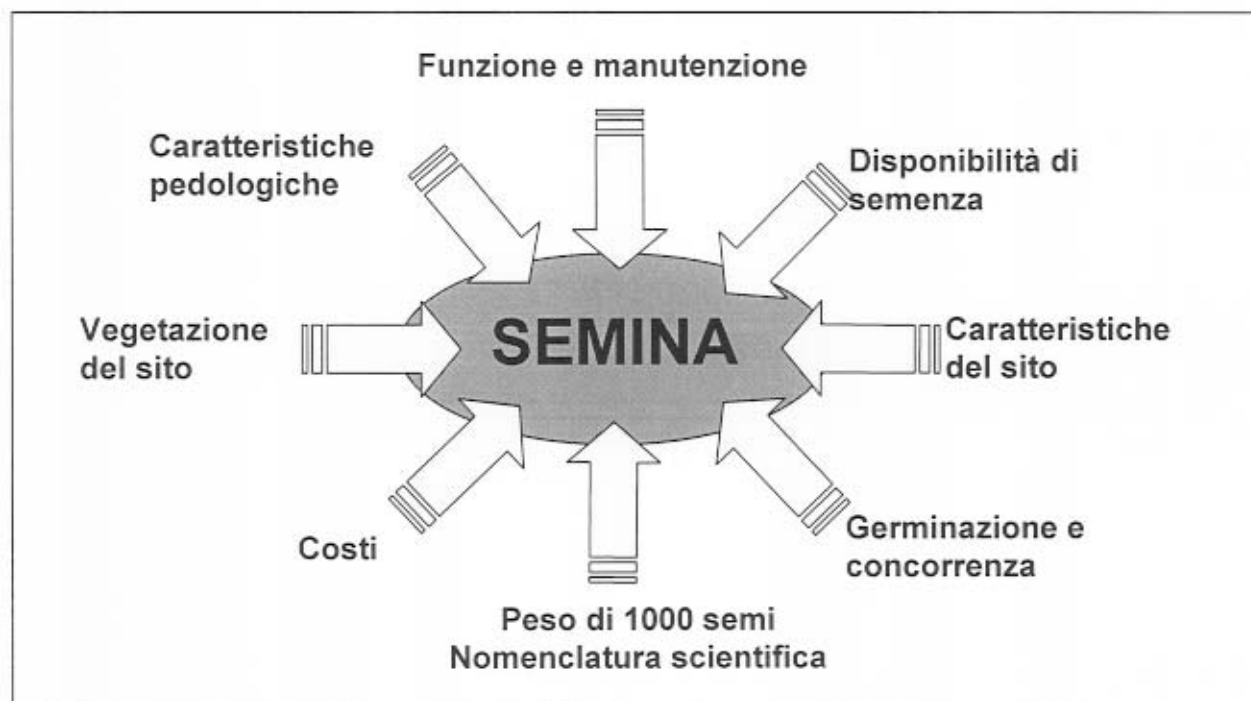 Funzione e manutenzione
Caratteristiche
pedologiche
Disponibilità di
semenza
Vegetazione
del sito
SEMINA
Caratteristiche
del sito
Costi
Germinazione e
concorrenza
Peso di 1000 semi
Nomenclatura scientifica